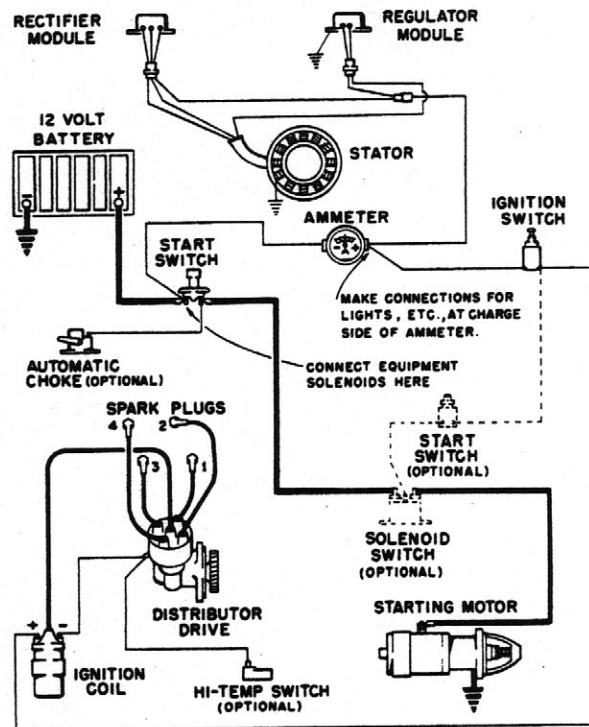 RECTIFIER
MODULE
REGULATOR
MODULE
12 VOLT
BATTERY
- +
STATOR
AMMETER
- A +
IGNITION
SWITCH
START
SWITCH
MAKE CONNECTIONS FOR
LIGHTS, ETC., AT CHARGE
SIDE OF AMMETER.
AUTOMATIC
CHOKE (OPTIONAL)
CONNECT EQUIPMENT
SOLENOIDS HERE
SPARK PLUGS
4 2
3 1
START
SWITCH
(OPTIONAL)
SOLENOID
SWITCH
(OPTIONAL)
DISTRIBUTOR
DRIVE
STARTING MOTOR
+ -
IGNITION
COIL
HI-TEMP SWITCH
(OPTIONAL)